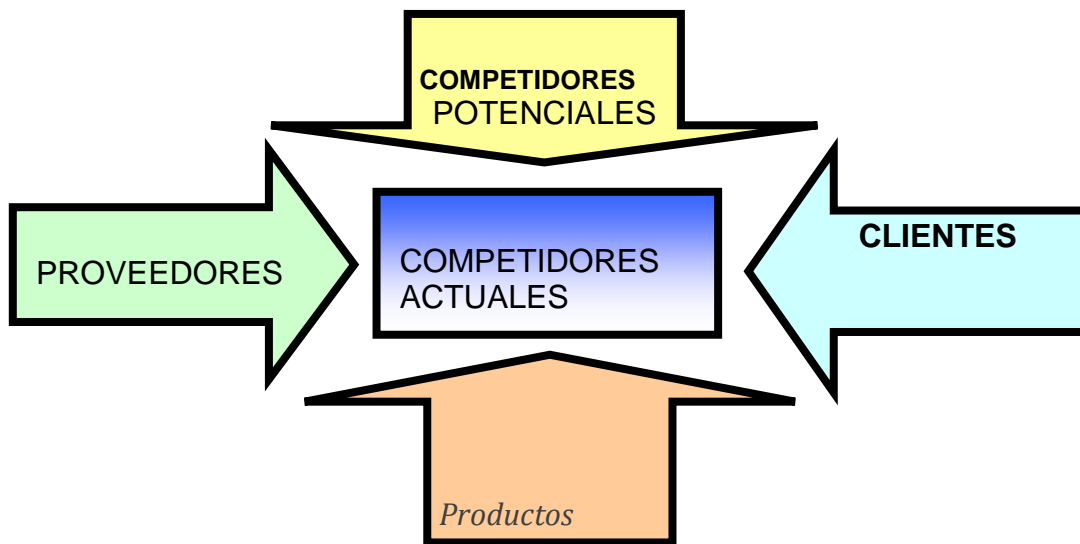 COMPETIDORES
POTENCIALES
PROVEEDORES
COMPETIDORES
ACTUALES
CLIENTES
Productos